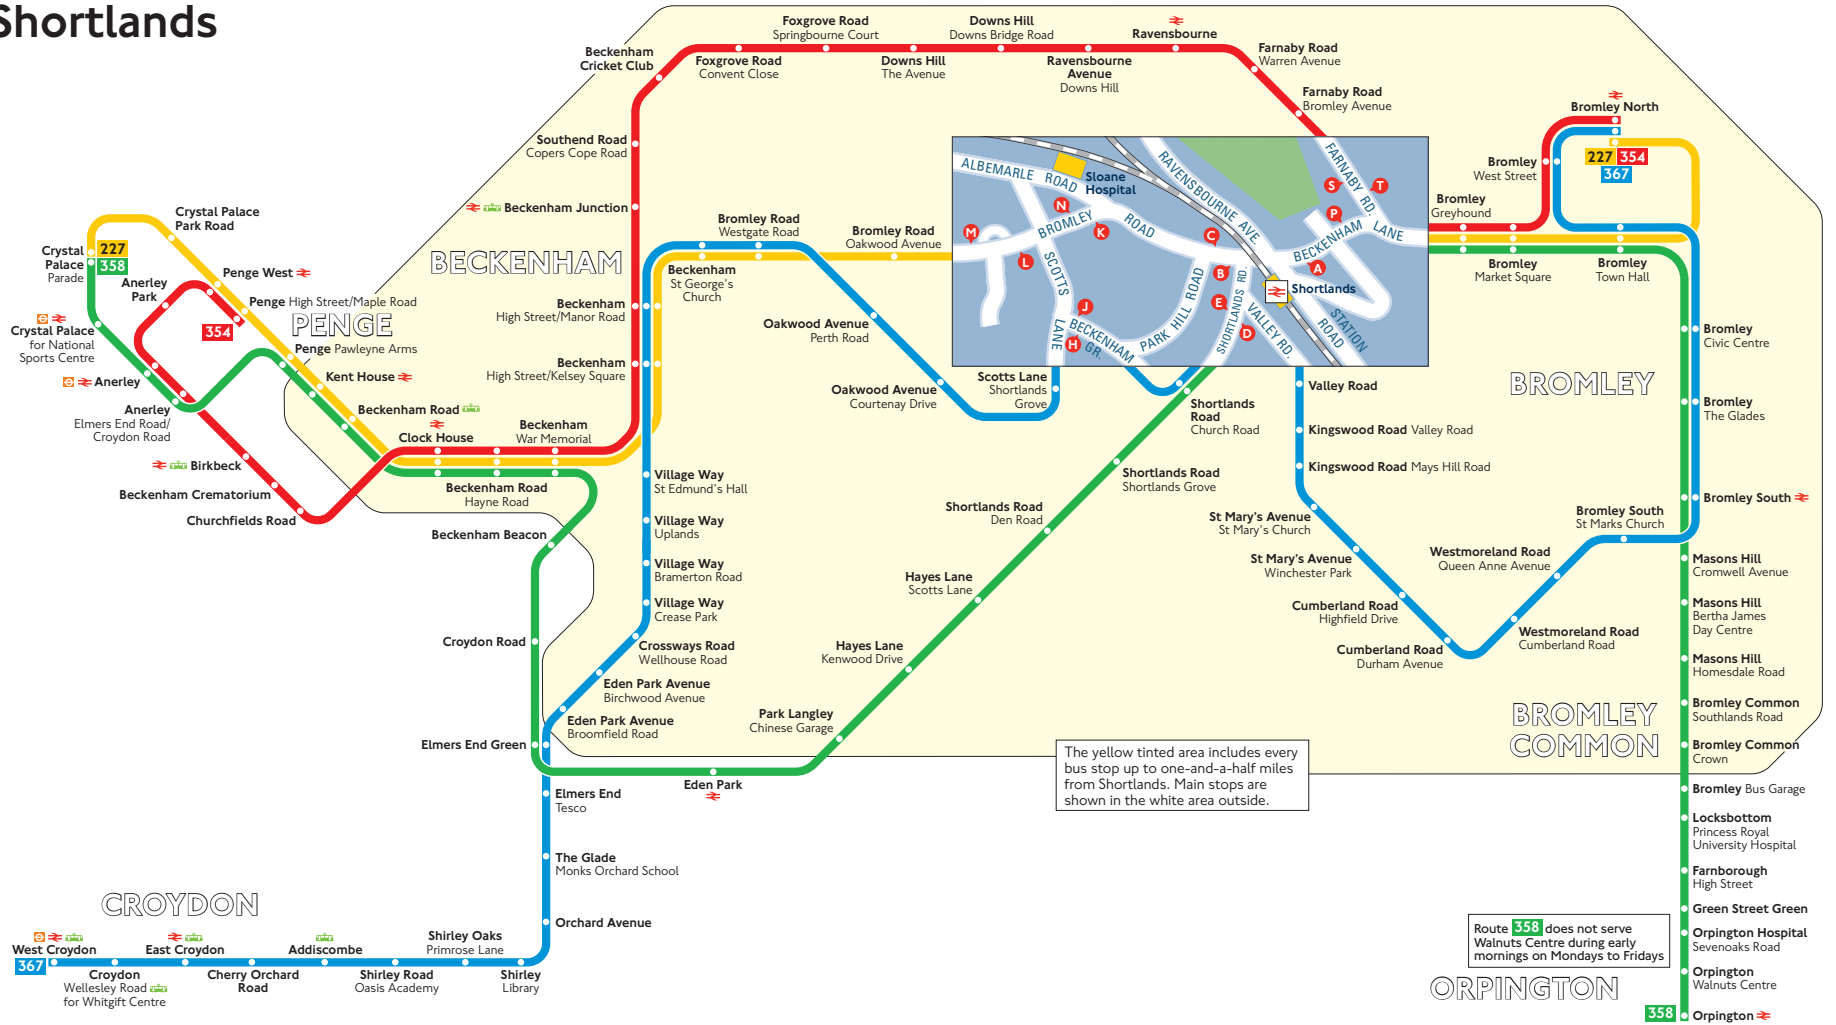 Shortlands
Foxgrove Road
Springbourne Court
Downs Hill
Downs Bridge Road
Ravensbourne
Beckenham
Cricket Club
Foxgrove Road
Convent Close
Downs Hill
The Avenue
Ravensbourne
Avenue
Downs Hill
Farnaby Road
Warren Avenue
Farnaby Road
Bromley Avenue
Bromley North
227 354
367
Southend Road
Copers Cope Road
Bromley
West Street
Beckenham Junction
Bromley
Greyhound
Bromley
Market Square
Bromley
Town Hall
ALBEMARLE ROAD
Sloane
Hospital
RAVENSBOURNE AVE.
FARNABY RD.
S
T
P
N
M
K
L
C
B
A
E
D
J
H
BROMLEY ROAD
BECKENHAM LANE
SCOTTS LANE
SHORTLANDS RD.
PARK HILL ROAD
VALLEY RD.
STATION ROAD
BECKENHAM GR.
Shortlands
Crystal Palace
Park Road
Crystal
Palace
Parade
227
358
Penge West
Anerley
Park
Penge High Street/Maple Road
354
PENGE
Penge Pawleyne Arms
Crystal Palace
for National
Sports Centre
Kent House
Anerley
Beckenham Road
Anerley
Elmers End Road/
Croydon Road
Clock House
Beckenham
War Memorial
Birkbeck
Beckenham Crematorium
Churchfields Road
Beckenham Road
Hayne Road
Beckenham Beacon
BECKENHAM
Bromley Road
Westgate Road
Bromley Road
Oakwood Avenue
Beckenham
St George's
Church
Beckenham
High Street/Manor Road
Beckenham
High Street/Kelsey Square
Oakwood Avenue
Perth Road
Oakwood Avenue
Courtenay Drive
Scotts Lane
Shortlands
Grove
Shortlands
Road
Church Road
Shortlands Road
Shortlands Grove
Shortlands Road
Den Road
Hayes Lane
Scotts Lane
Hayes Lane
Kenwood Drive
Park Langley
Chinese Garage
Eden Park
Village Way
St Edmund's Hall
Village Way
Uplands
Village Way
Bramerton Road
Village Way
Crease Park
Crossways Road
Wellhouse Road
Eden Park Avenue
Birchwood Avenue
Eden Park Avenue
Broomfield Road
Croydon Road
Elmers End Green
Elmers End
Tesco
The Glade
Monks Orchard School
Orchard Avenue
Valley Road
Kingswood Road Valley Road
Kingswood Road Mays Hill Road
St Mary's Avenue
St Mary's Church
St Mary's Avenue
Winchester Park
Cumberland Road
Highfield Drive
Cumberland Road
Durham Avenue
Westmoreland Road
Cumberland Road
Westmoreland Road
Queen Anne Avenue
Bromley South
St Marks Church
BROMLEY
Bromley
Civic Centre
Bromley
The Glades
Bromley South
Masons Hill
Cromwell Avenue
Masons Hill
Bertha James
Day Centre
Masons Hill
Homesdale Road
BROMLEY
COMMON
Bromley Common
Southlands Road
Bromley Common
Crown
Bromley Bus Garage
Locksbottom
Princess Royal
University Hospital
Farnborough
High Street
Green Street Green
Orpington Hospital
Sevenoaks Road
Orpington
Walnuts Centre
358 Orpington
ORPINGTON
The yellow tinted area includes every
bus stop up to one-and-a-half miles
from Shortlands. Main stops are
shown in the white area outside.
Route 358 does not serve
Walnuts Centre during early
mornings on Mondays to Fridays
CROYDON
West Croydon
367
Croydon
Wellesley Road
for Whitgift Centre
East Croydon
Cherry Orchard
Road
Addiscombe
Shirley Road
Oasis Academy
Shirley Oaks
Primrose Lane
Shirley
Library